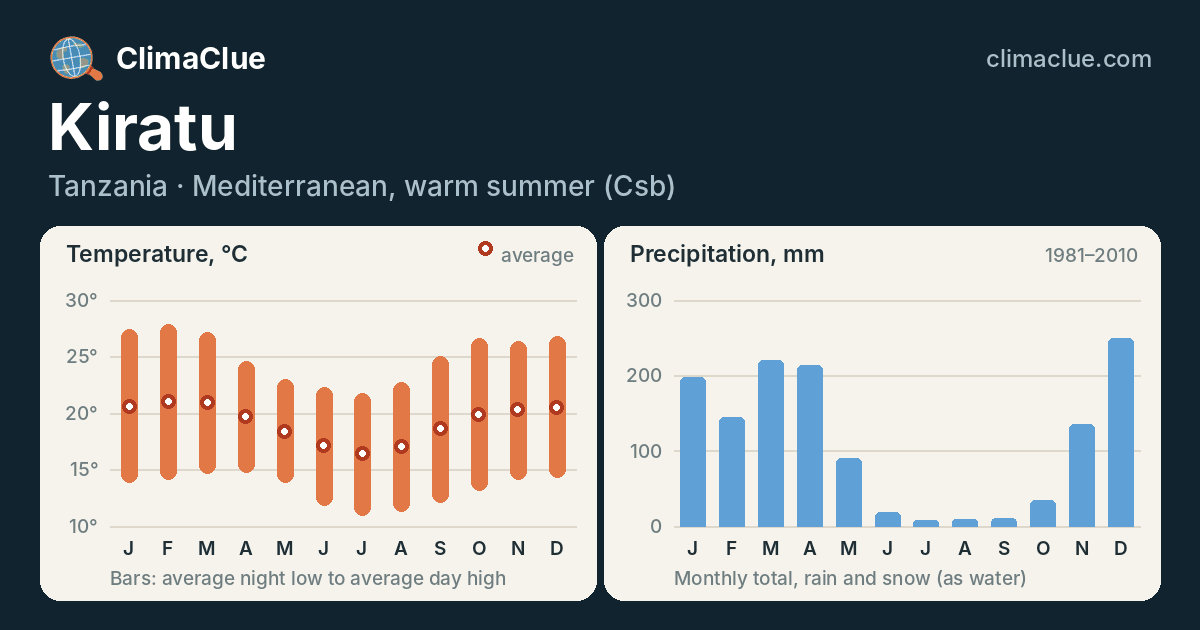 ClimaClue
climaclue.com
Kiratu
Tanzania · Mediterranean, warm summer (Csb)
Temperature, °C
average
30°
25°
20°
15°
10°
J F M A M J J A S O N D
Bars: average night low to average day high
Precipitation, mm
1981–2010
300
200
100
0
J F M A M J J A S O N D
Monthly total, rain and snow (as water)